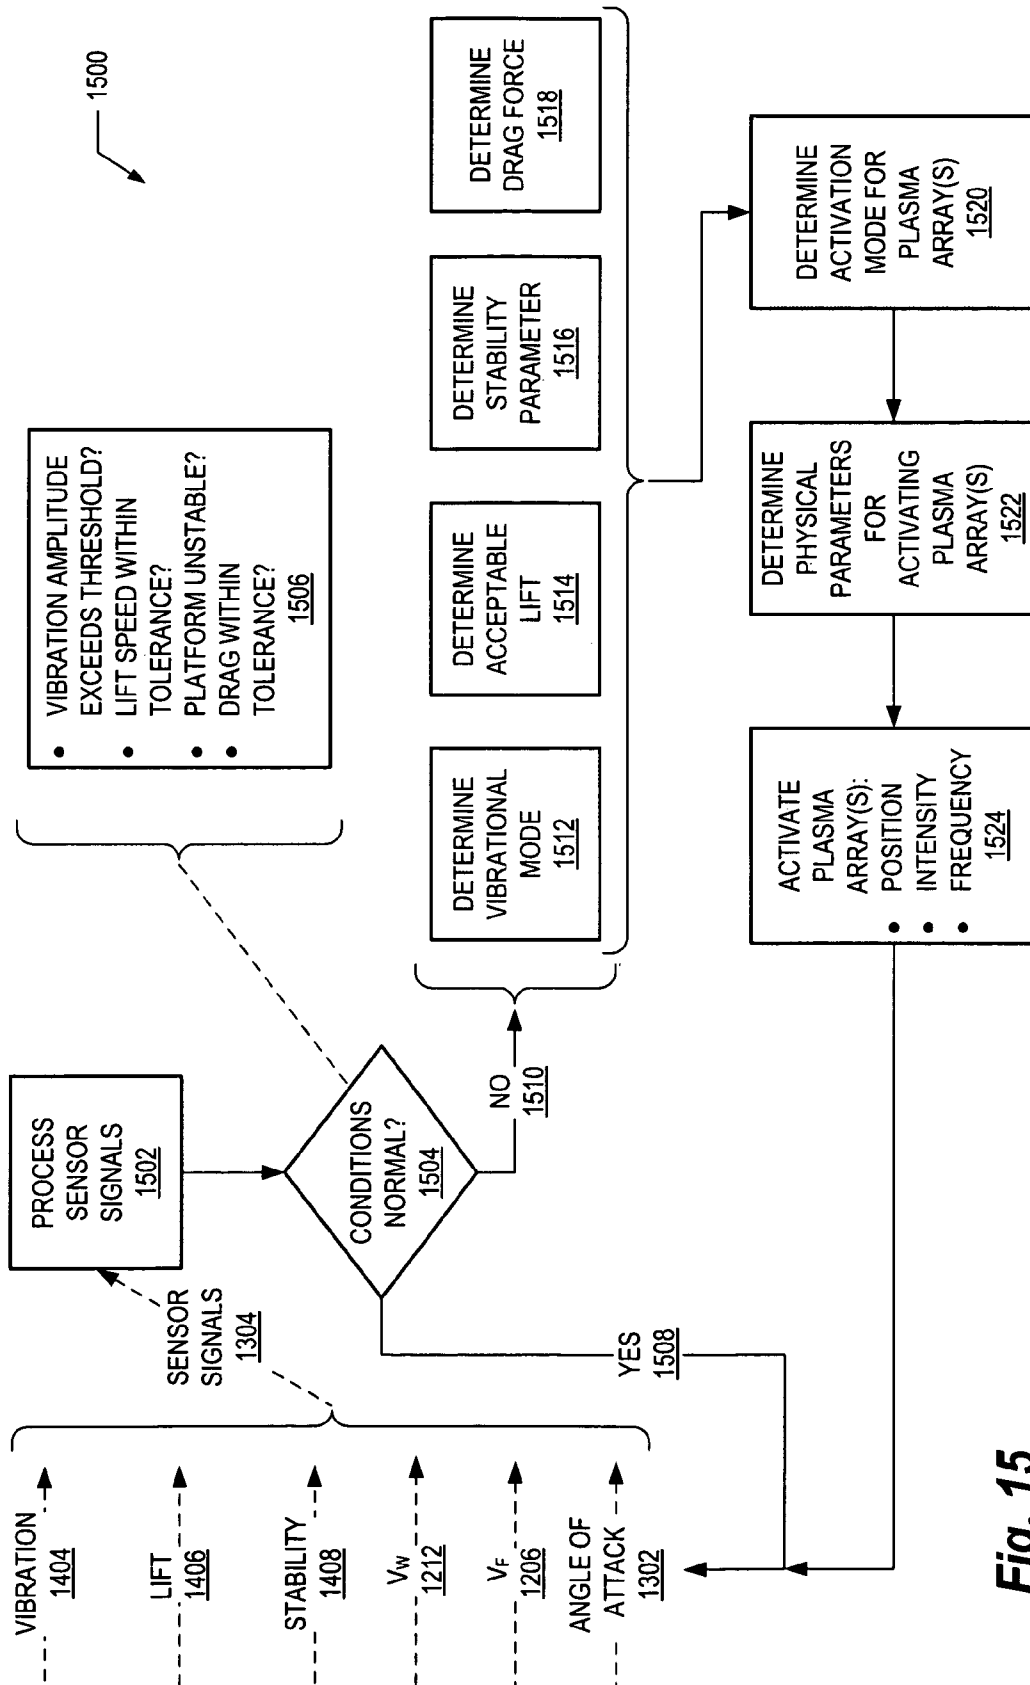 1500
VIBRATION
1404
LIFT
1406
STABILITY
1408
VW
1212
VF
1206
ANGLE OF
ATTACK
1302
SENSOR
SIGNALS
1304
PROCESS
SENSOR
SIGNALS
1502
CONDITIONS
NORMAL?
1504
YES
1508
NO
1510
• VIBRATION AMPLITUDE
EXCEEDS THRESHOLD?
• LIFT SPEED WITHIN
TOLERANCE?
• PLATFORM UNSTABLE?
• DRAG WITHIN
TOLERANCE?
1506
DETERMINE
VIBRATIONAL
MODE
1512
DETERMINE
ACCEPTABLE
LIFT
1514
DETERMINE
STABILITY
PARAMETER
1516
DETERMINE
DRAG FORCE
1518
DETERMINE
ACTIVATION
MODE FOR
PLASMA
ARRAY(S)
1520
DETERMINE
PHYSICAL
PARAMETERS
FOR
ACTIVATING
PLASMA
ARRAY(S)
1522
ACTIVATE
PLASMA
ARRAY(S):
• POSITION
• INTENSITY
• FREQUENCY
1524
Fig. 15